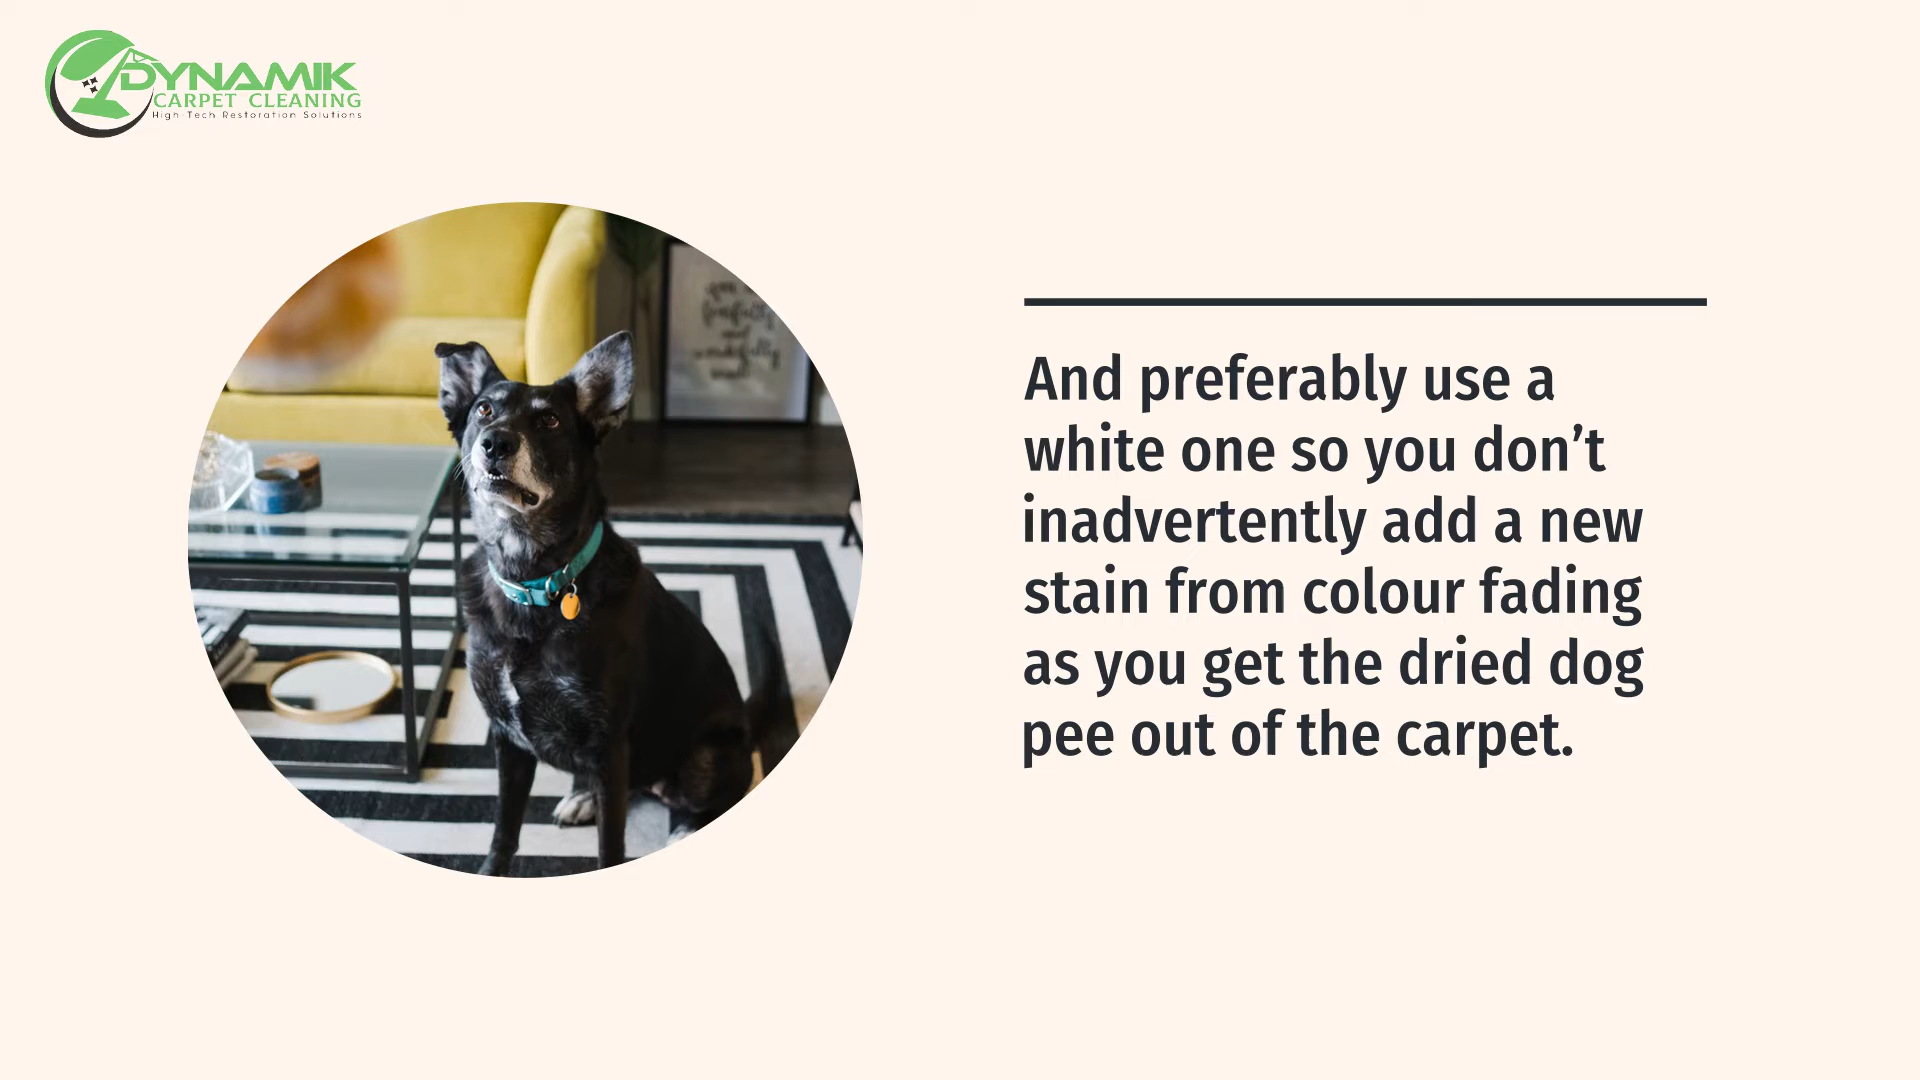 DYNAMIK
CARPET CLEANING
High-Tech Restoration Solutions
And preferably use a
white one so you don’t
inadvertently add a new
stain from colour fading
as you get the dried dog
pee out of the carpet.